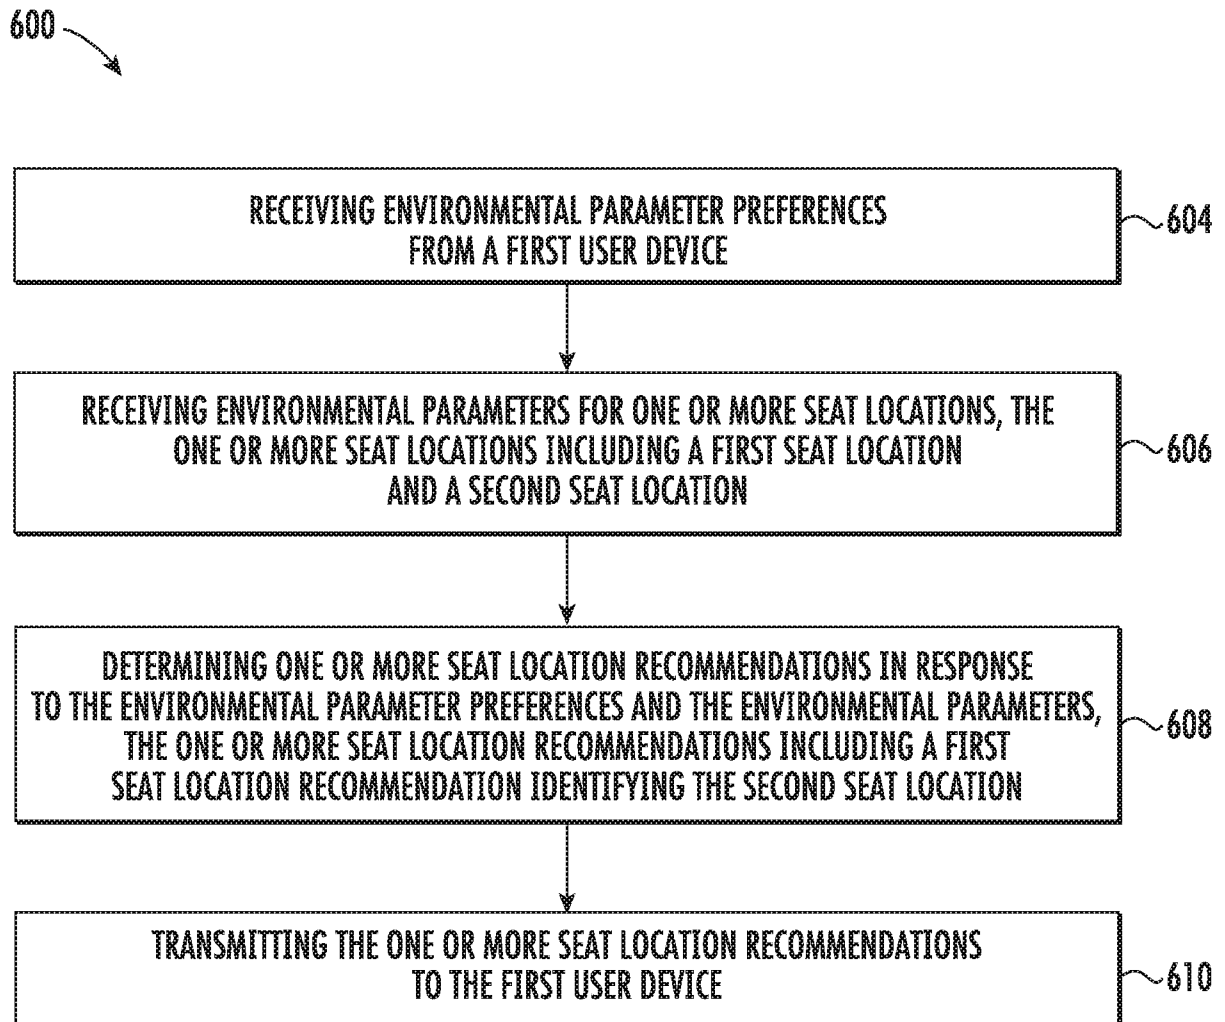 600
RECEIVING ENVIRONMENTAL PARAMETER PREFERENCES
FROM A FIRST USER DEVICE
604
RECEIVING ENVIRONMENTAL PARAMETERS FOR ONE OR MORE SEAT LOCATIONS, THE
ONE OR MORE SEAT LOCATIONS INCLUDING A FIRST SEAT LOCATION
AND A SECOND SEAT LOCATION
606
DETERMINING ONE OR MORE SEAT LOCATION RECOMMENDATIONS IN RESPONSE
TO THE ENVIRONMENTAL PARAMETER PREFERENCES AND THE ENVIRONMENTAL PARAMETERS,
THE ONE OR MORE SEAT LOCATION RECOMMENDATIONS INCLUDING A FIRST
SEAT LOCATION RECOMMENDATION IDENTIFYING THE SECOND SEAT LOCATION
608
TRANSMITTING THE ONE OR MORE SEAT LOCATION RECOMMENDATIONS
TO THE FIRST USER DEVICE
610